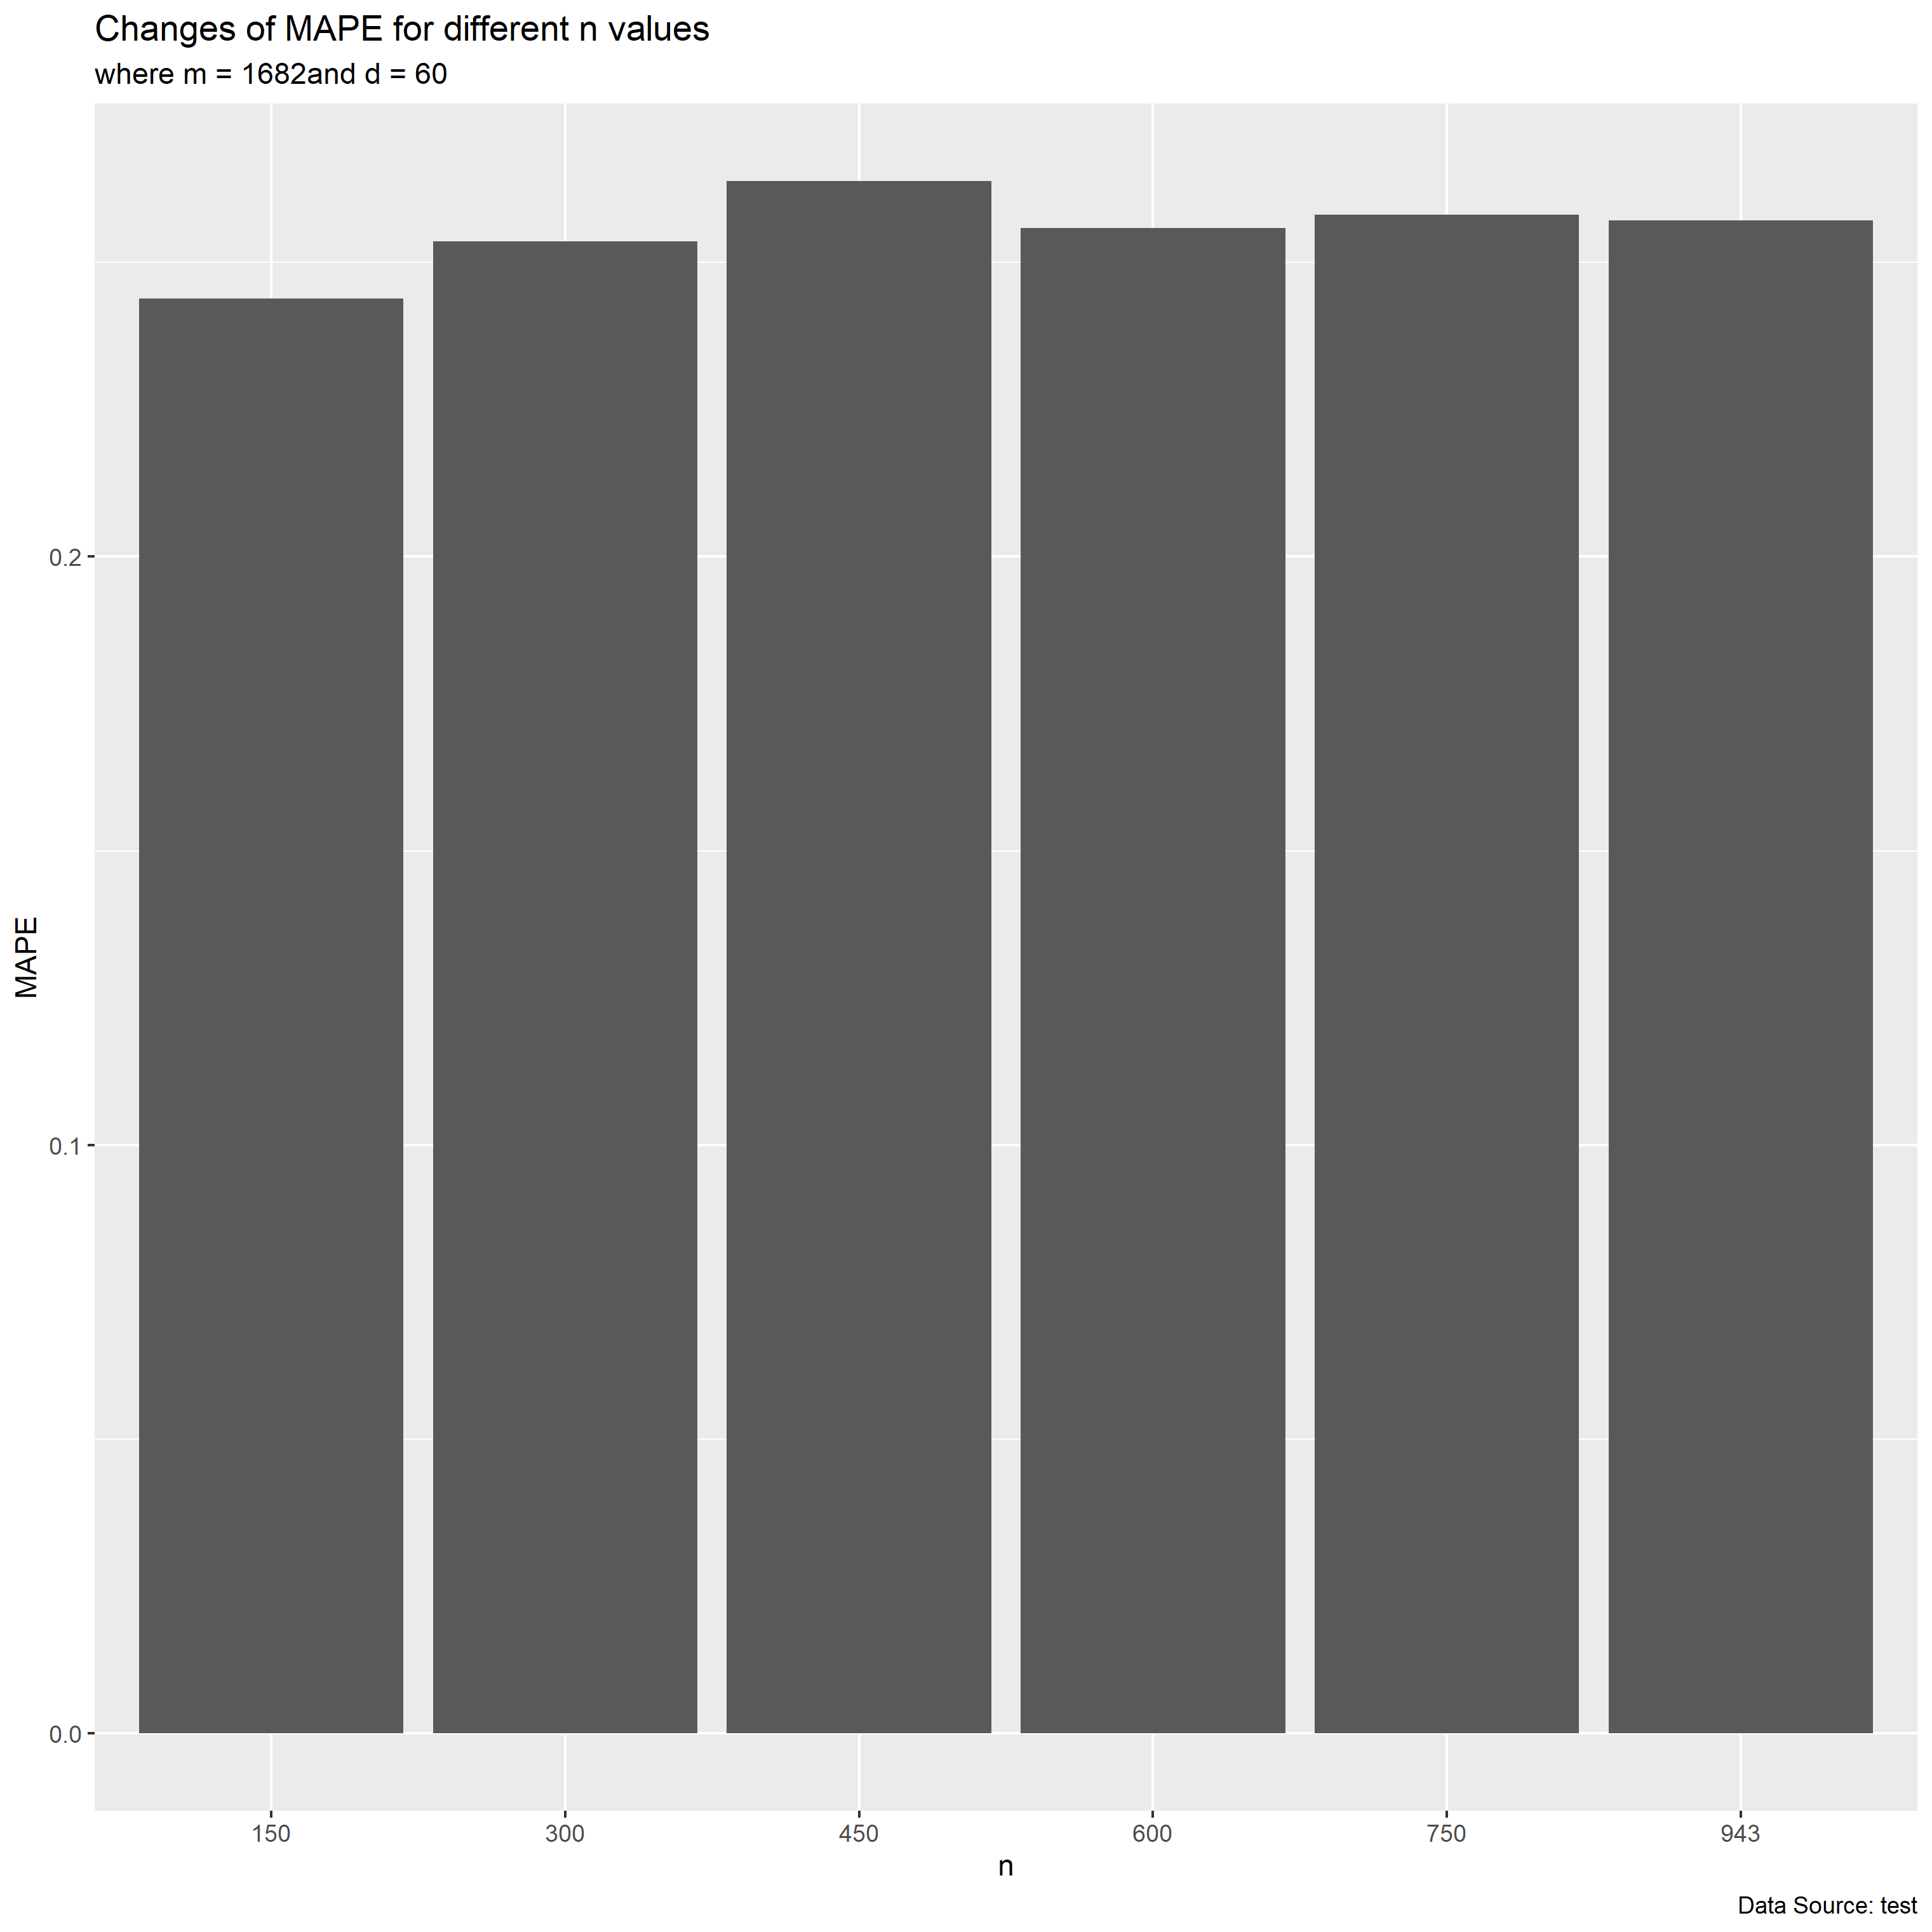 Changes of MAPE for different n values
where m = 1682and d = 60
MAPE
0.2
0.1
0.0
150 300 450 600 750 943
n
Data Source: test